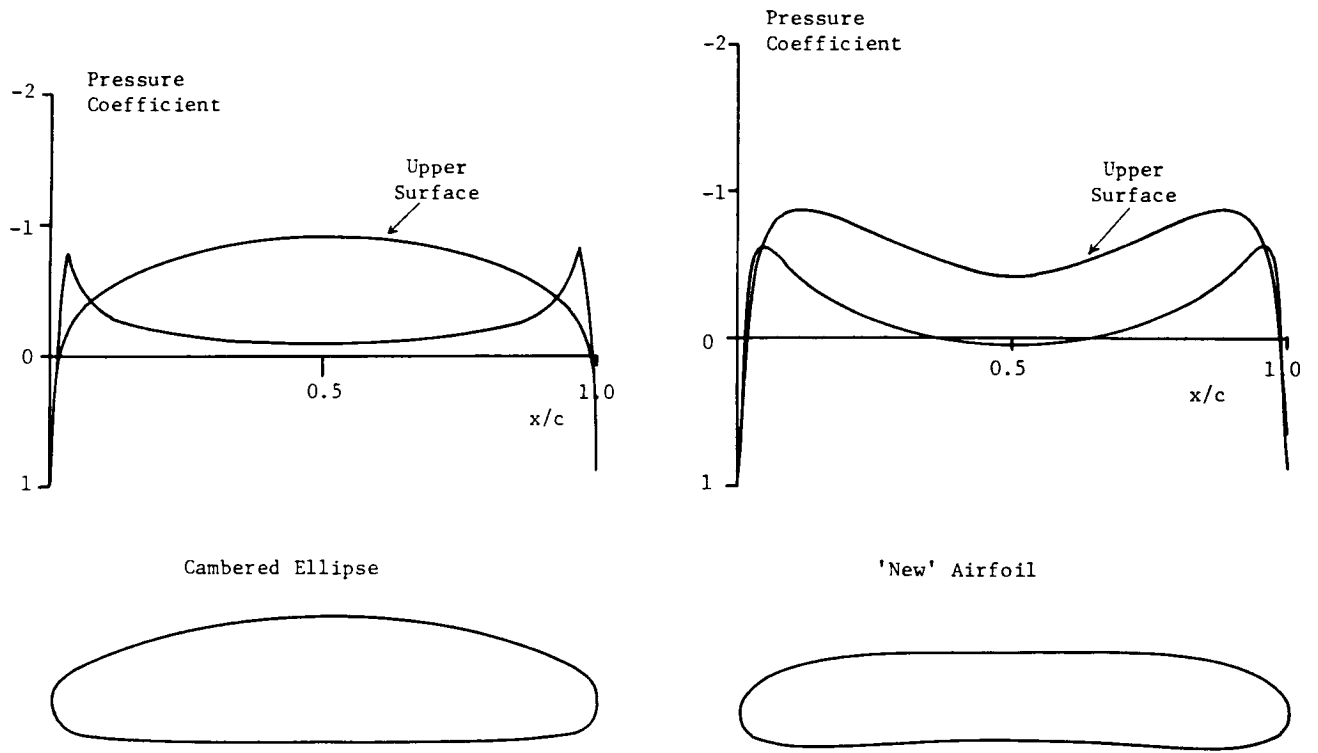 Pressure
Coefficient
-2
Upper
Surface
-1
0
0.5
1.0
x/c
1
Cambered Ellipse
Pressure
Coefficient
-2
Upper
Surface
-1
0
0.5
1.0
x/c
1
'New' Airfoil